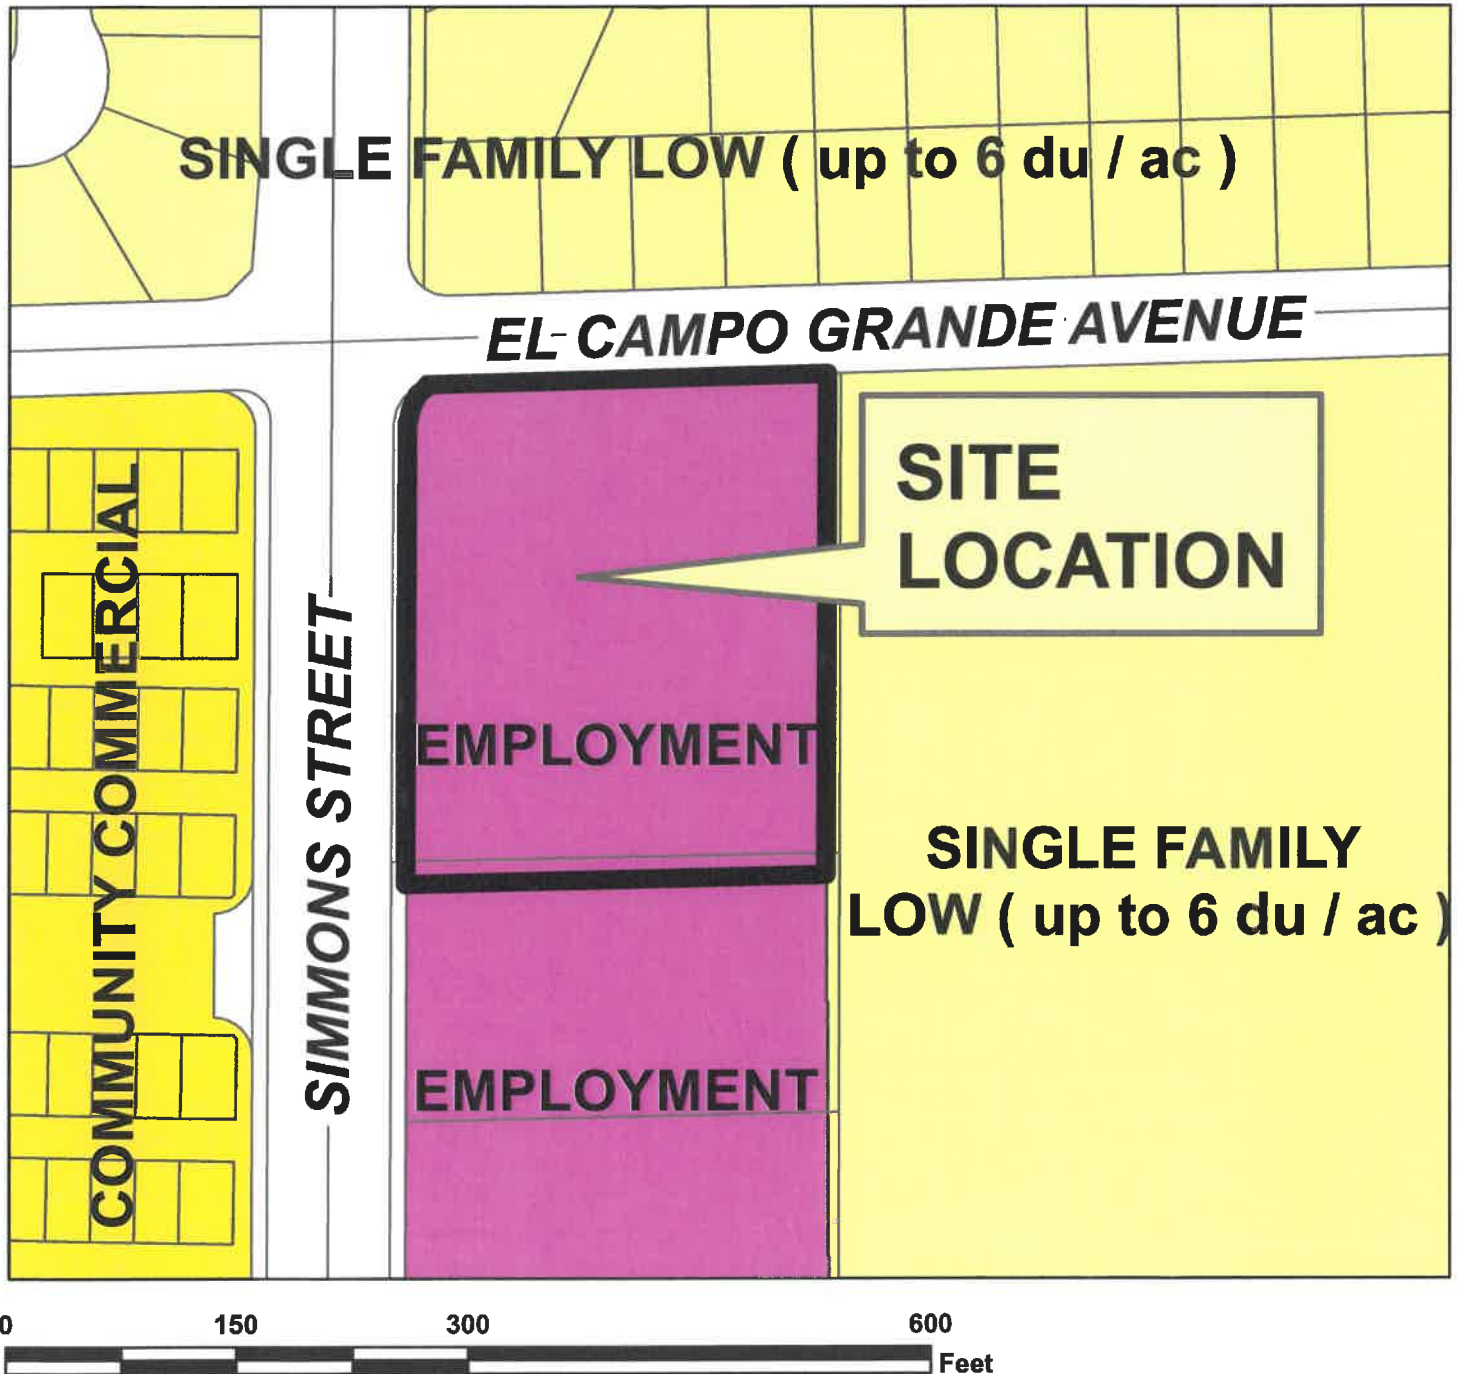 SINGLE FAMILY LOW ( up to 6 du / ac )
EL CAMPO GRANDE AVENUE
SITE
LOCATION
COMMUNITY COMMERCIAL
SIMMONS STREET
EMPLOYMENT
SINGLE FAMILY
LOW ( up to 6 du / ac )
EMPLOYMENT
0 150 300 600
Feet